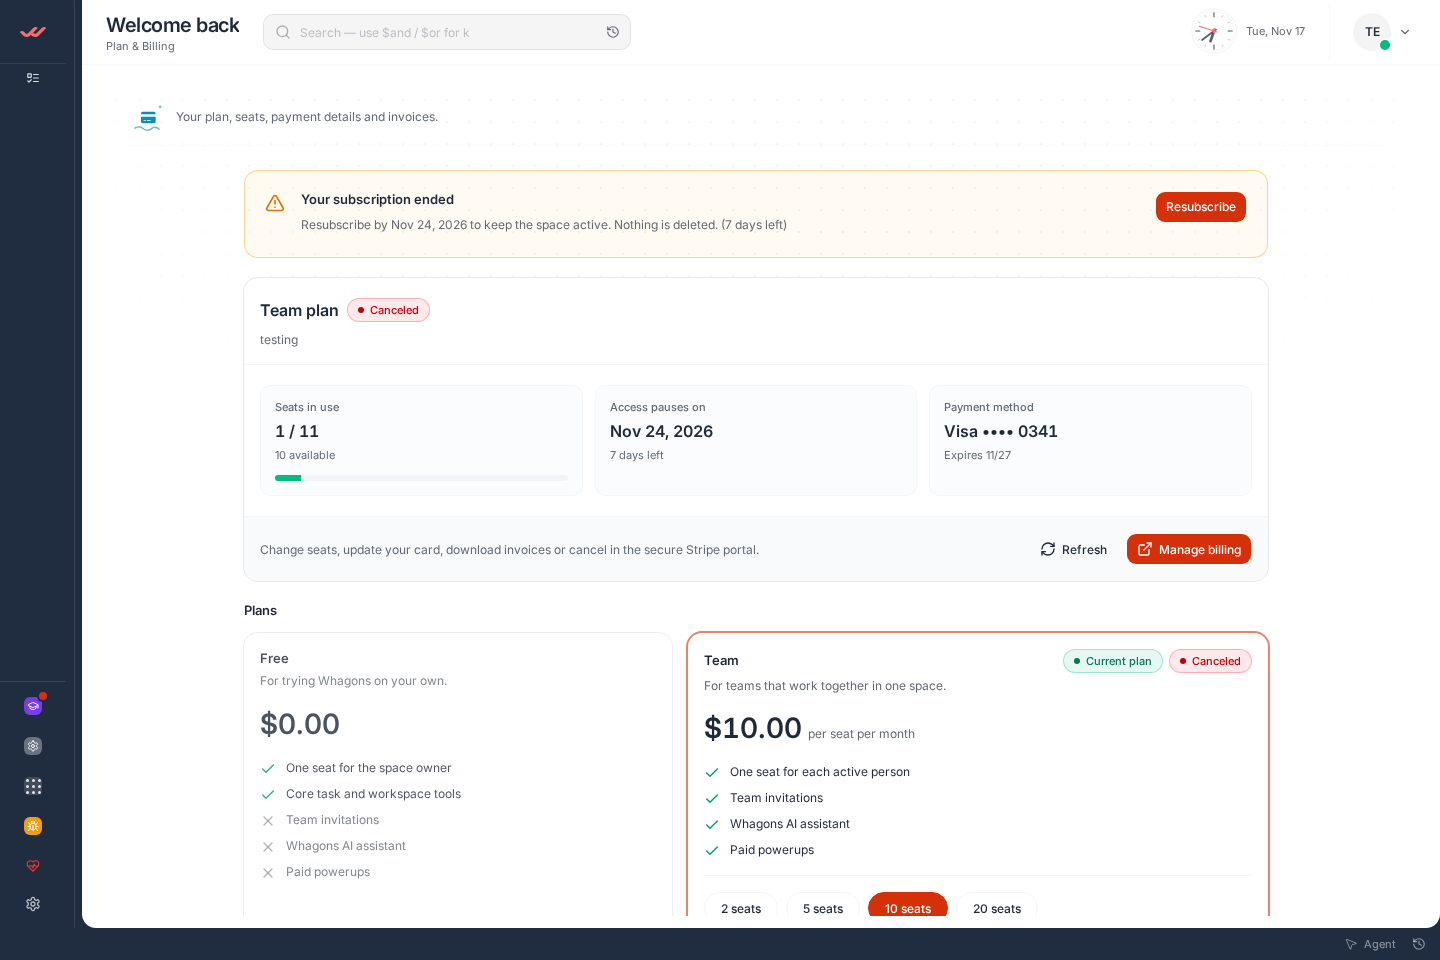 Welcome back
Plan & Billing
Search — use $and / $or for k
Tue, Nov 17
TE
Your plan, seats, payment details and invoices.
Your subscription ended
Resubscribe by Nov 24, 2026 to keep the space active. Nothing is deleted. (7 days left)
Resubscribe
Team plan
Canceled
testing
Seats in use
1 / 11
10 available
Access pauses on
Nov 24, 2026
7 days left
Payment method
Visa •••• 0341
Expires 11/27
Change seats, update your card, download invoices or cancel in the secure Stripe portal.
Refresh
Manage billing
Plans
Free
For trying Whagons on your own.
$0.00
One seat for the space owner
Core task and workspace tools
Team invitations
Whagons AI assistant
Paid powerups
Team
Current plan
Canceled
For teams that work together in one space.
$10.00 per seat per month
One seat for each active person
Team invitations
Whagons AI assistant
Paid powerups
2 seats
5 seats
10 seats
20 seats
Agent